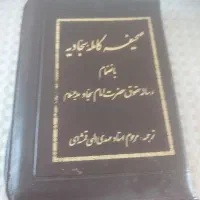 صحیفه کامله سجادیه
بانضمام
رساله حقوق حضرت امام سجاد علیه السلام
ترجمه: مرحوم استاد مهدی الهی قمشه‌ای